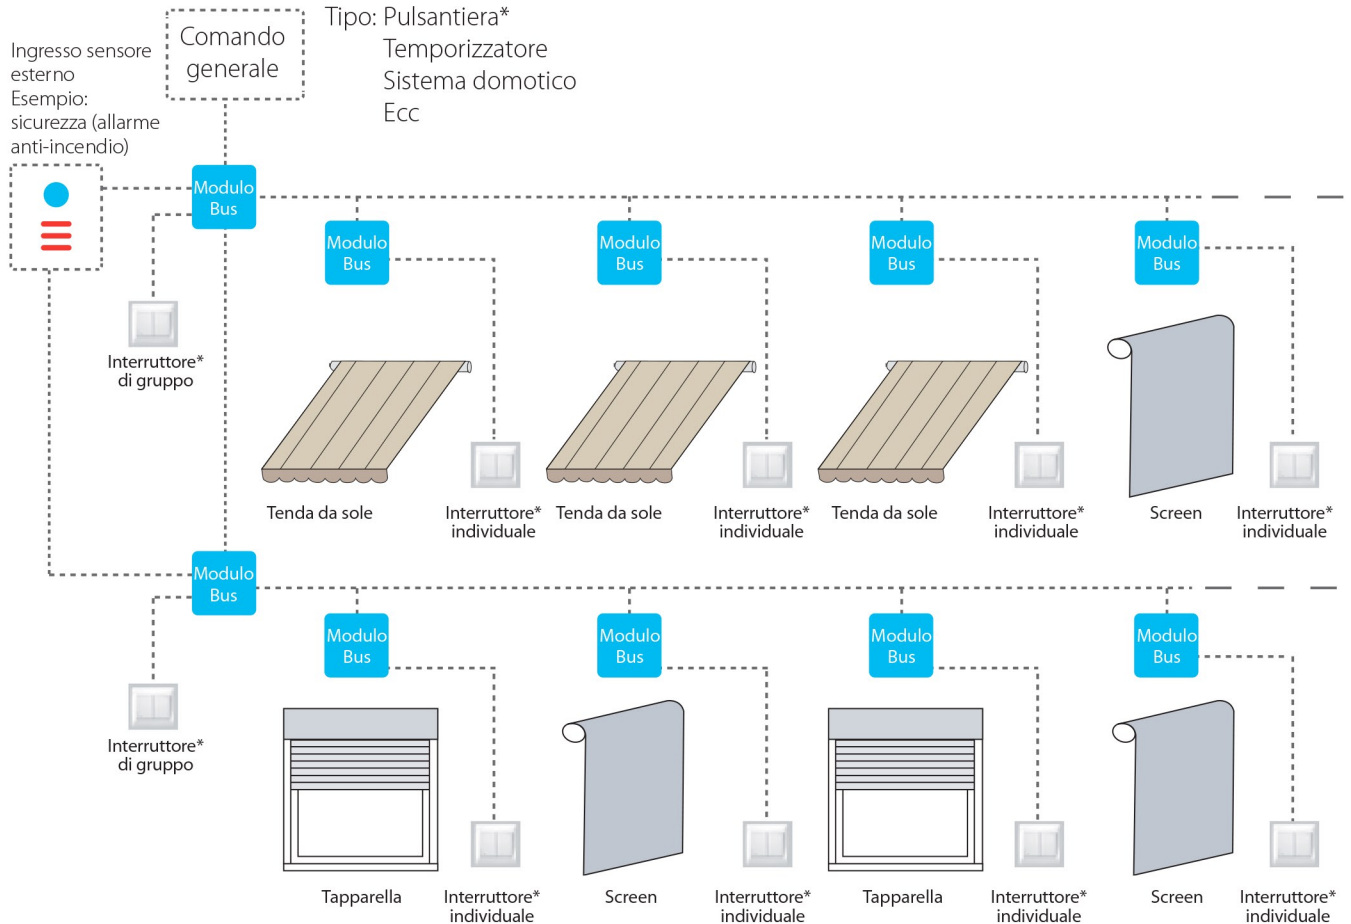 Tipo: Pulsantiera*
Temporizzatore
Sistema domotico
Ecc
Comando
generale
Ingresso sensore
esterno
Esempio:
sicurezza (allarme
anti-incendio)
Modulo
Bus
Modulo
Bus
Modulo
Bus
Modulo
Bus
Modulo
Bus
Interruttore*
di gruppo
Tenda da sole
Interruttore*
individuale
Tenda da sole
Interruttore*
individuale
Tenda da sole
Interruttore*
individuale
Screen
Interruttore*
individuale
Modulo
Bus
Modulo
Bus
Modulo
Bus
Modulo
Bus
Modulo
Bus
Interruttore*
di gruppo
Tapparella
Interruttore*
individuale
Screen
Interruttore*
individuale
Tapparella
Interruttore*
individuale
Screen
Interruttore*
individuale